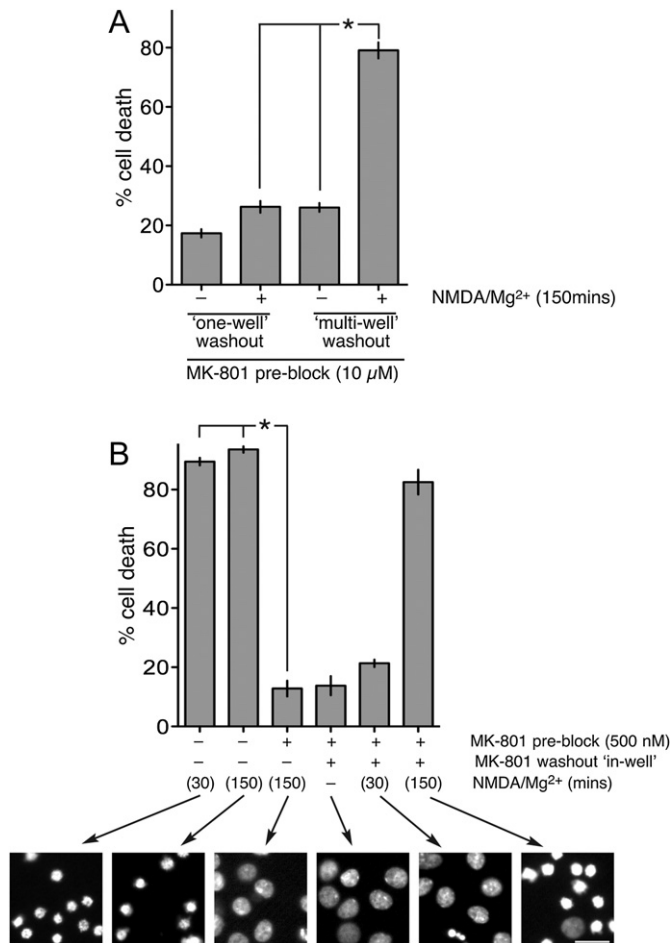 A
80
60
40
20
0
% cell death
*
− + − + NMDA/Mg²⁺ (150mins)
'one-well' 'multi-well'
washout washout
MK-801 pre-block (10 µM)
B
80
60
40
20
0
% cell death
*
− − + + + + MK-801 pre-block (500 nM)
− − − + + + MK-801 washout 'in-well'
(30) (150) (150) − (30) (150) NMDA/Mg²⁺ (mins)